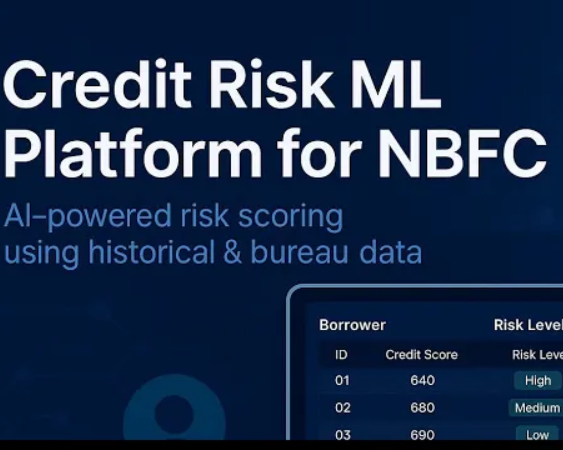 Credit Risk ML
Platform for NBFC
AI–powered risk scoring
using historical & bureau data
Borrower Risk Level
ID Credit Score Risk Leve
01 640 High
02 680 Medium
03 690 Low